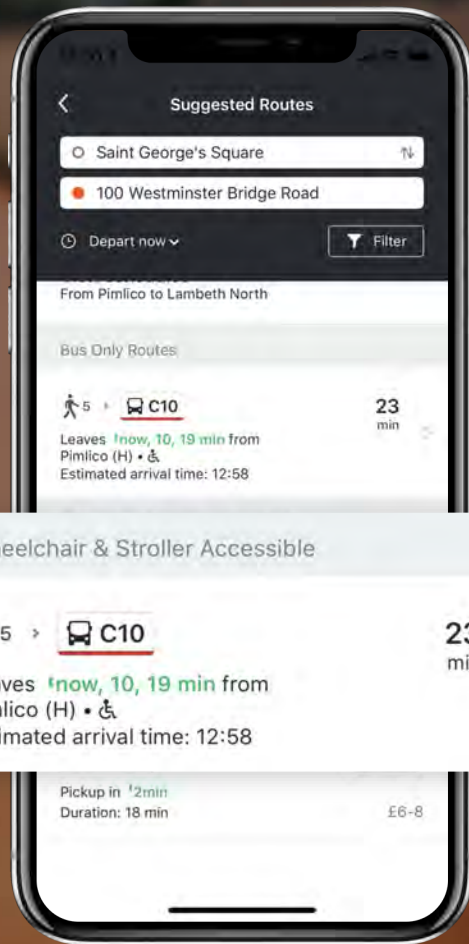 Suggested Routes
Saint George's Square
100 Westminster Bridge Road
Depart now
Filter
From Pimlico to Lambeth North
Bus Only Routes
5 C10
23
min
Leaves now, 10, 19 min from
Pimlico (H) •
Estimated arrival time: 12:58
eelchair & Stroller Accessible
5 C10
23
mi
aves now, 10, 19 min from
lico (H) •
imated arrival time: 12:58
Pickup in 2min
Duration: 18 min
£6-8